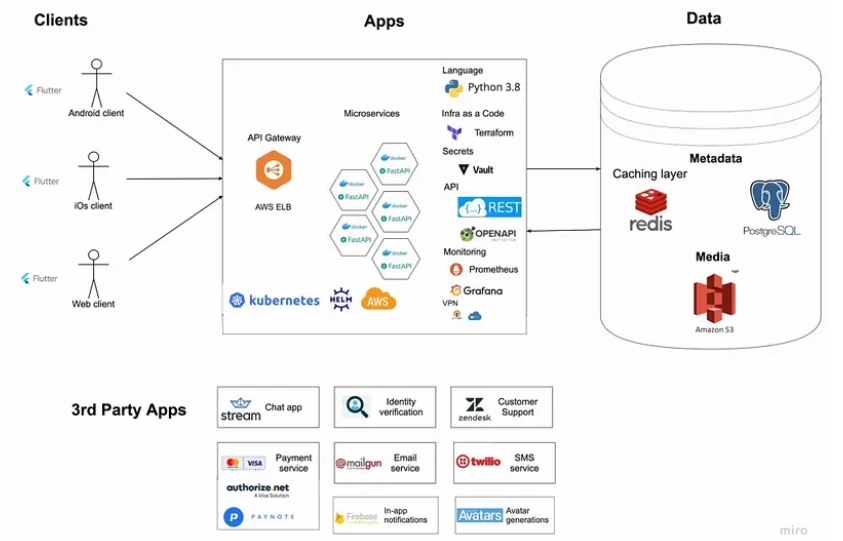 Clients
Apps
Data
Flutter
Android client
Flutter
iOs client
Flutter
Web client
API Gateway
AWS ELB
Microservices
docker
FastAPI
docker
FastAPI
docker
FastAPI
docker
FastAPI
docker
FastAPI
kubernetes
HELM
AWS
Language
Python 3.8
Infra as a Code
Terraform
Secrets
Vault
API
{...} REST
OPENAPI
INITIATIVE
Monitoring
Prometheus
Grafana
VPN
Metadata
Caching layer
redis
PostgreSQL
Media
Amazon S3
3rd Party Apps
stream
Chat app
Identity
verification
zendesk
Customer
Support
VISA
Payment
service
authorize.net
A Visa Solution
P PAYNOTE
@mailgun
Email
service
twilio
SMS
service
Firebase
In-app
notifications
Avatars
Avatar
generations
miro